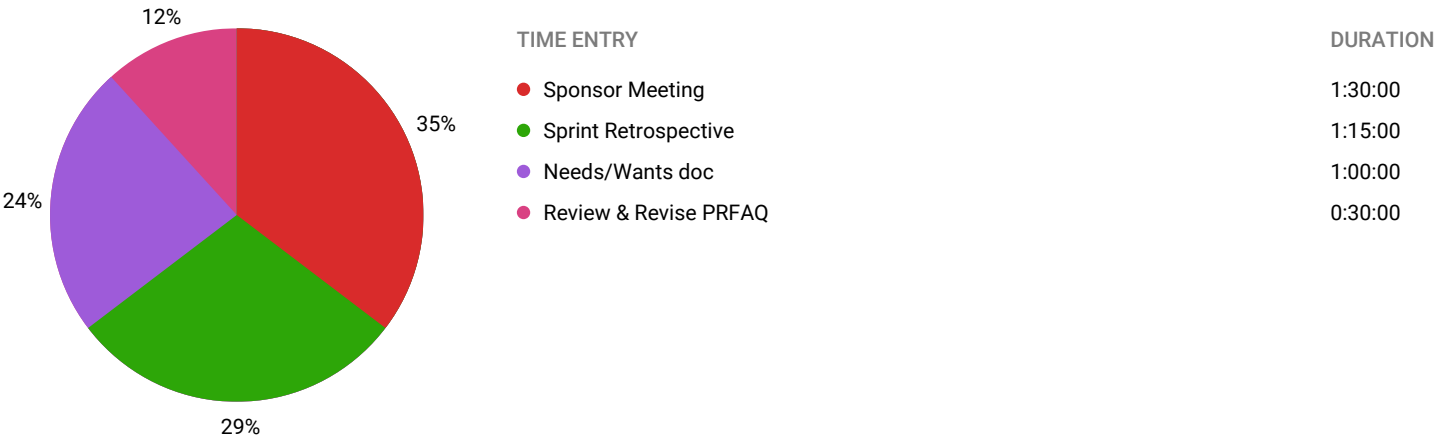 12%
35%
24%
29%
TIME ENTRY DURATION
Sponsor Meeting 1:30:00
Sprint Retrospective 1:15:00
Needs/Wants doc 1:00:00
Review & Revise PRFAQ 0:30:00